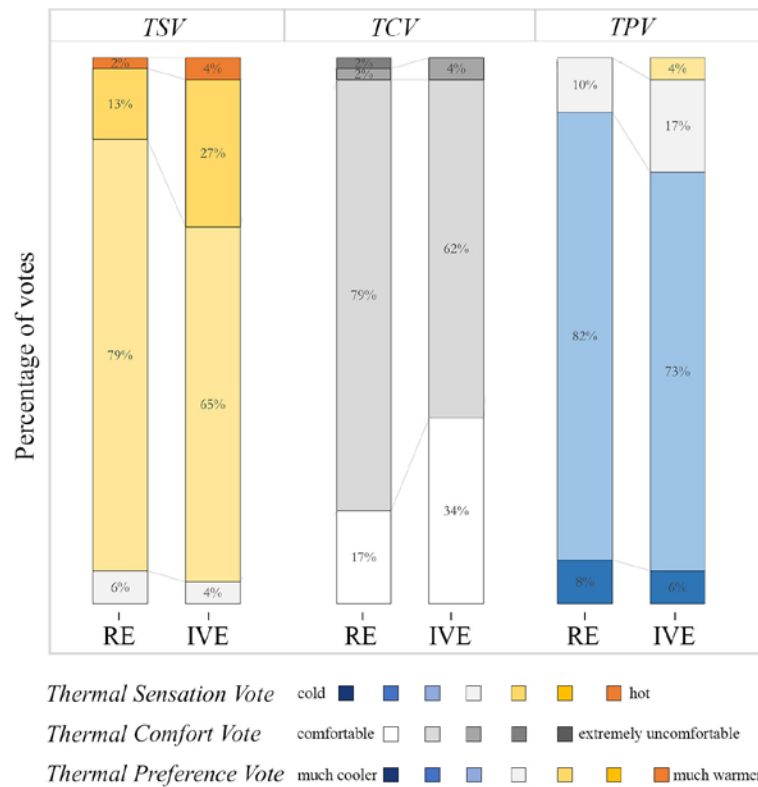 TSV TCV TPV
2% 4% 2% 4% 10% 4%
2%
13% 27% 17%
79% 65% 79% 62% 82% 73%
17% 34%
6% 4% 8% 6%
Percentage of votes
RE IVE RE IVE RE IVE
Thermal Sensation Vote cold hot
Thermal Comfort Vote comfortable extremely uncomfortable
Thermal Preference Vote much cooler much warmer